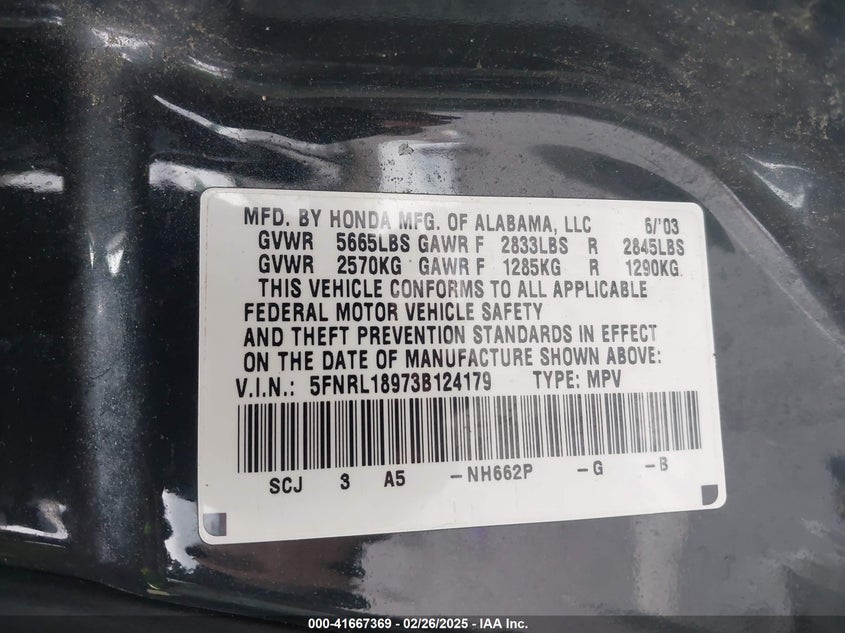 MFD. BY HONDA MFG. OF ALABAMA, LLC 6/'03
GVWR 5665LBS GAWR F 2833LBS R 2845LBS
GVWR 2570KG GAWR F 1285KG R 1290KG
THIS VEHICLE CONFORMS TO ALL APPLICABLE
FEDERAL MOTOR VEHICLE SAFETY
AND THEFT PREVENTION STANDARDS IN EFFECT
ON THE DATE OF MANUFACTURE SHOWN ABOVE:
V.I.N.: 5FNRL18973B124179 TYPE: MPV
SCJ 3 A5 -NH662P -G -B
000-41667369 - 02/26/2025 - IAA Inc.